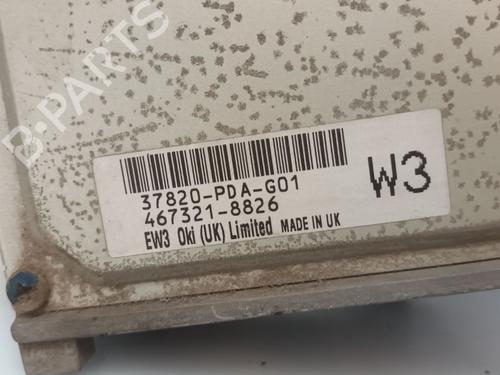 B-PARTS
37820-PDA-G01
467321-8826
W3
EW3 Oki (UK) Limited MADE IN UK